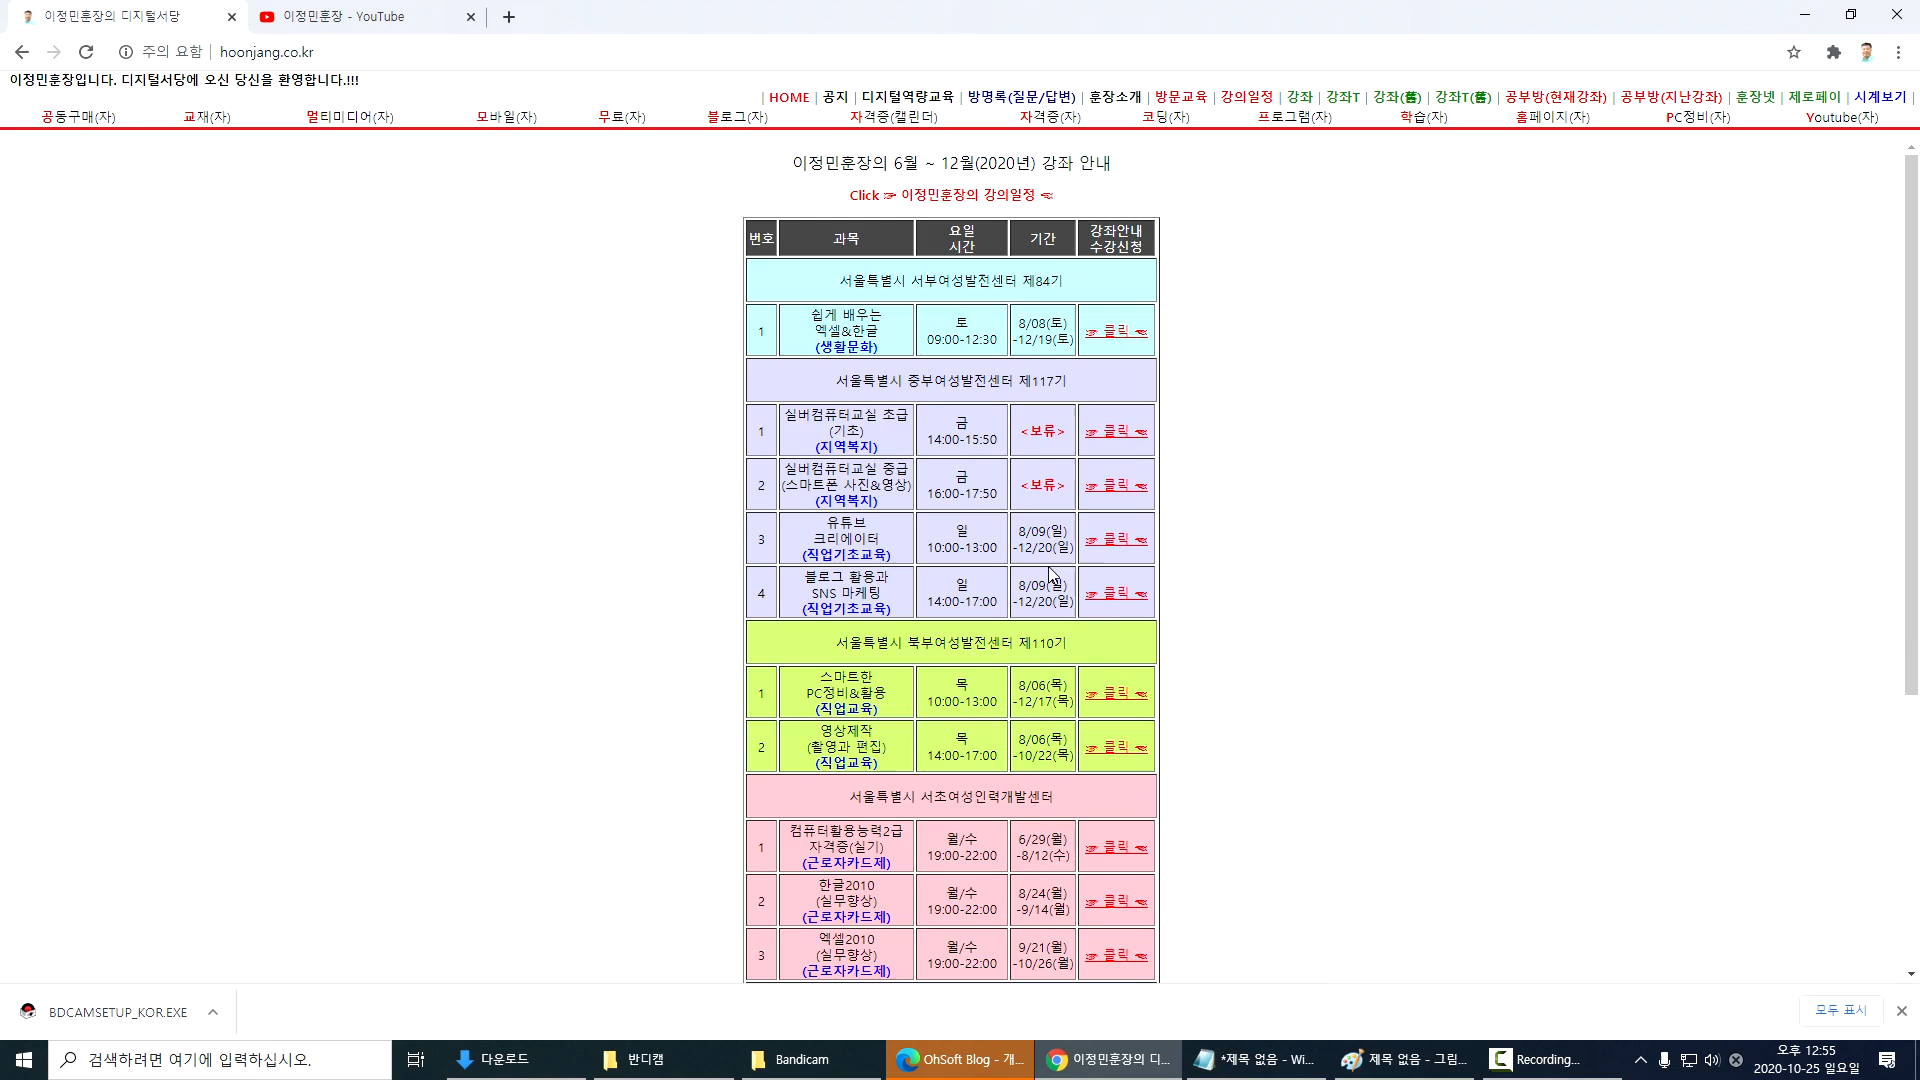 이정민훈장의 디지털서당
이정민훈장 - YouTube
주의 요함 | hoonjang.co.kr
이정민훈장입니다. 디지털서당에 오신 당신을 환영합니다.!!!
| HOME | 공지 | 디지털역량교육 | 방명록(질문/답변) | 훈장소개 | 방문교육 | 강의일정 | 강좌 | 강좌T | 강좌(舊) | 강좌T(舊) | 공부방(현재강좌) | 공부방(지난강좌) | 훈장넷 | 제로페이 | 시계보기 |
공동구매(자) 교재(자) 멀티미디어(자) 모바일(자) 무료(자) 블로그(자) 자격증(캘린더) 자격증(자) 코딩(자) 프로그램(자) 학습(자) 홈페이지(자) PC정비(자) Youtube(자)
이정민훈장의 6월 ~ 12월(2020년) 강좌 안내
Click ☞ 이정민훈장의 강의일정 ☜
번호 과목 요일 시간 기간 강좌안내 수강신청
서울특별시 서부여성발전센터 제84기
1 쉽게 배우는 엑셀&한글 (생활문화) 토 09:00-12:30 8/08(토) -12/19(토) ☞ 클릭 ☜
서울특별시 중부여성발전센터 제117기
1 실버컴퓨터교실 초급 (기초) (지역복지) 금 14:00-15:50 <보류> ☞ 클릭 ☜
2 실버컴퓨터교실 중급 (스마트폰 사진&영상) (지역복지) 금 16:00-17:50 <보류> ☞ 클릭 ☜
3 유튜브 크리에이터 (직업기초교육) 일 10:00-13:00 8/09(일) -12/20(일) ☞ 클릭 ☜
4 블로그 활용과 SNS 마케팅 (직업기초교육) 일 14:00-17:00 8/09(일) -12/20(일) ☞ 클릭 ☜
서울특별시 북부여성발전센터 제110기
1 스마트한 PC정비&활용 (직업교육) 목 10:00-13:00 8/06(목) -12/17(목) ☞ 클릭 ☜
2 영상제작 (촬영과 편집) (직업교육) 목 14:00-17:00 8/06(목) -10/22(목) ☞ 클릭 ☜
서울특별시 서초여성인력개발센터
1 컴퓨터활용능력2급 자격증(실기) (근로자카드제) 월/수 19:00-22:00 6/29(월) -8/12(수) ☞ 클릭 ☜
2 한글2010 (실무향상) (근로자카드제) 월/수 19:00-22:00 8/24(월) -9/14(월) ☞ 클릭 ☜
3 엑셀2010 (실무향상) (근로자카드제) 월/수 19:00-22:00 9/21(월) -10/26(월) ☞ 클릭 ☜
BDCAMSETUP_KOR.EXE
모두 표시
검색하려면 여기에 입력하십시오.
다운로드
반디캠
Bandicam
OhSoft Blog - 개...
이정민훈장의 디...
*제목 없음 - Wi...
제목 없음 - 그림...
Recording...
오후 12:55
2020-10-25 일요일